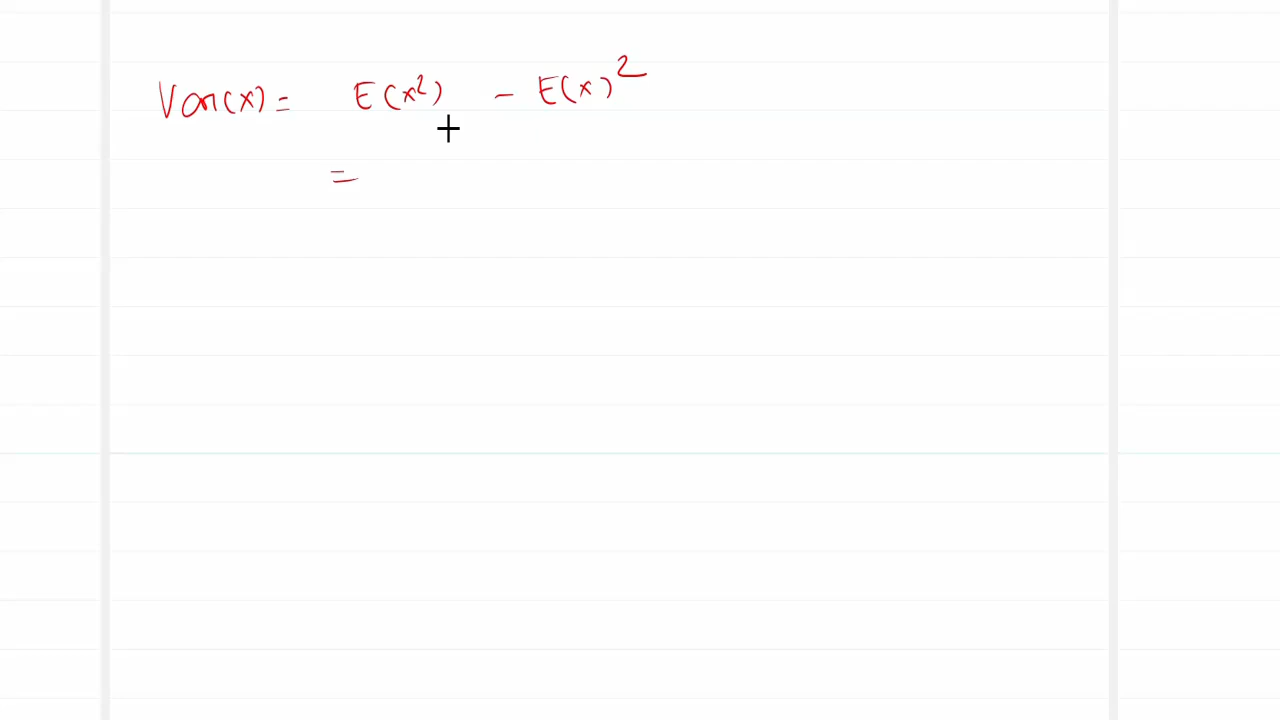 Var(x) = E(x²) - E(x)²
=